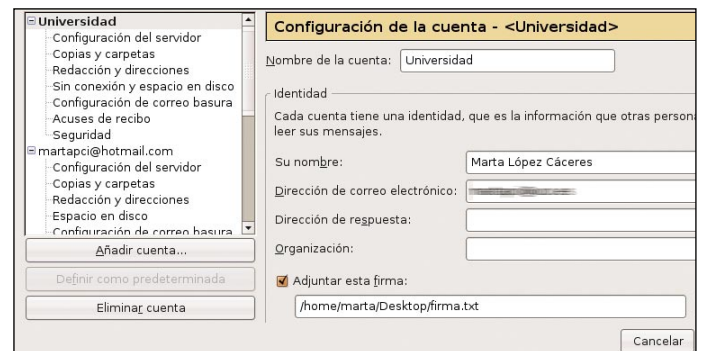 Universidad
Configuración del servidor
Copias y carpetas
Redacción y direcciones
Sin conexión y espacio en disco
Configuración de correo basura
Acuses de recibo
Seguridad
martapci@hotmail.com
Configuración del servidor
Copias y carpetas
Redacción y direcciones
Espacio en disco
Configuración de correo basura
Añadir cuenta...
Definir como predeterminada
Eliminar cuenta
Configuración de la cuenta - <Universidad>
Nombre de la cuenta: Universidad
Identidad
Cada cuenta tiene una identidad, que es la información que otras person
leer sus mensajes.
Su nombre: Marta López Cáceres
Dirección de correo electrónico:
Dirección de respuesta:
Organización:
Adjuntar esta firma:
/home/marta/Desktop/firma.txt
Cancelar